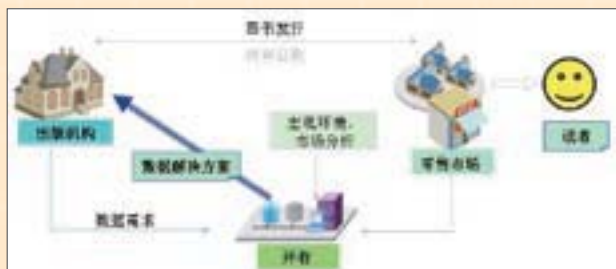 图书发行
出版机构
宏观环境、
市场分析
读者
数据解决方案
零售市场
数据需求
开卷